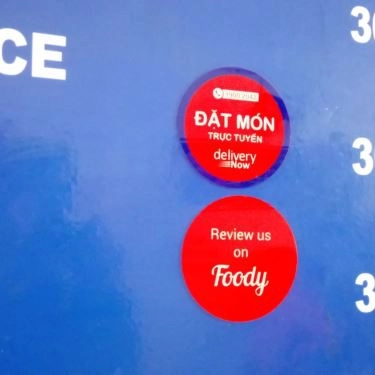 CE
ĐẶT MÓN
TRỰC TUYẾN
delivery
Now
Review us
on
Foody